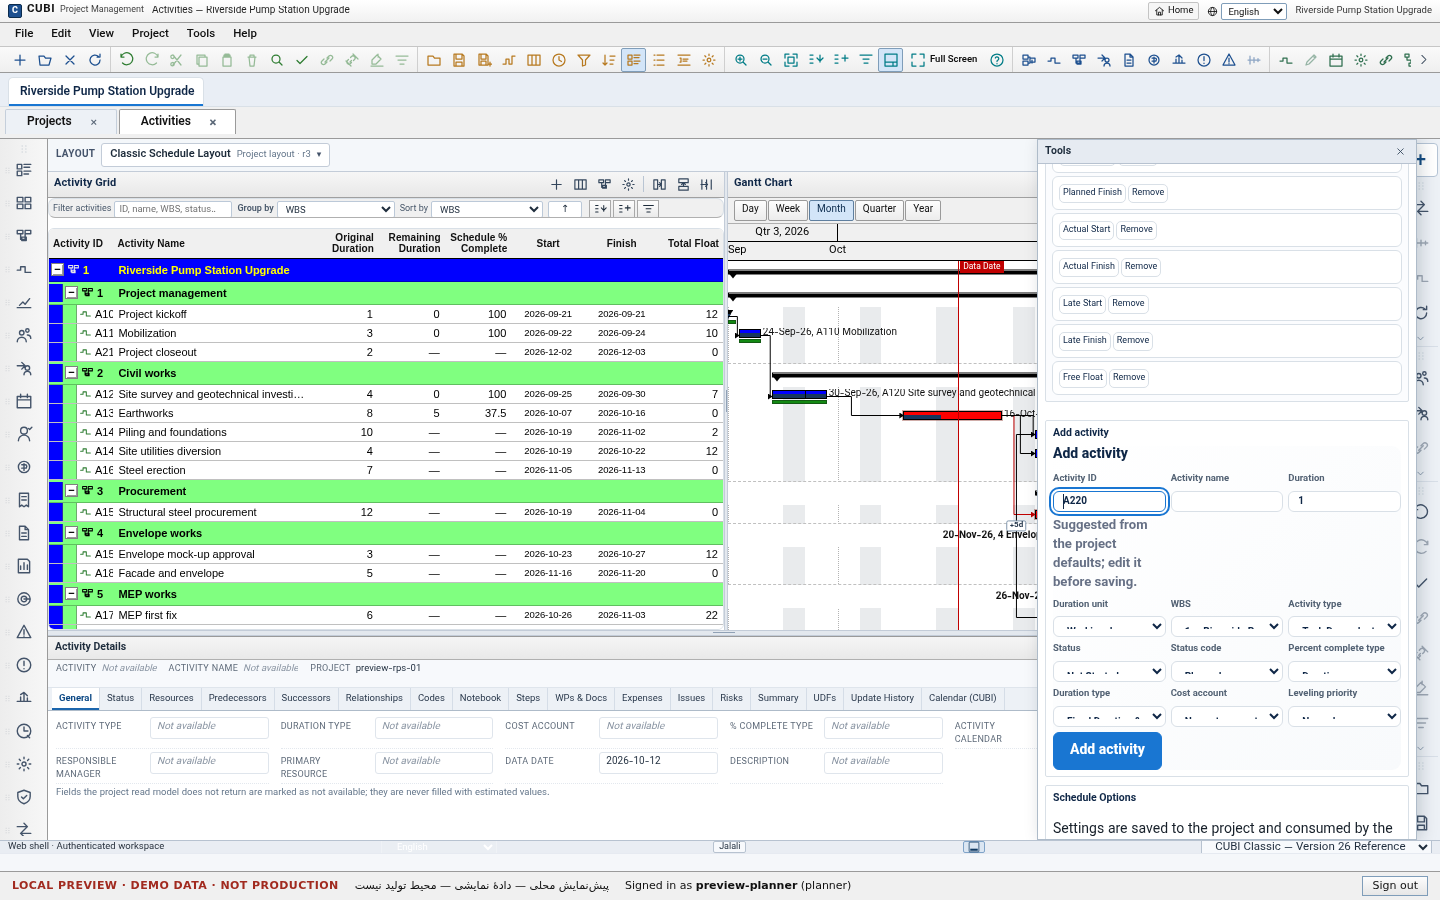 CUBI Project Management Activities — Riverside Pump Station Upgrade Home English Riverside Pump Station Upgrade
File Edit View Project Tools Help
Full Screen
Riverside Pump Station Upgrade
Projects × Activities ×
LAYOUT Classic Schedule Layout Project layout · r3
Activity Grid
Filter activities ID, name, WBS, status.. Group by WBS Sort by WBS
Activity ID Activity Name Original Duration Remaining Duration Schedule % Complete Start Finish Total Float
1 Riverside Pump Station Upgrade
1 Project management
A10 Project kickoff 1 0 100 2026-09-21 2026-09-21 12
A11 Mobilization 3 0 100 2026-09-22 2026-09-24 10
A21 Project closeout 2 — — 2026-12-02 2026-12-03 0
2 Civil works
A12 Site survey and geotechnical investi… 4 0 100 2026-09-25 2026-09-30 7
A13 Earthworks 8 5 37.5 2026-10-07 2026-10-16 0
A14 Piling and foundations 10 — — 2026-10-19 2026-11-02 2
A14 Site utilities diversion 4 — — 2026-10-19 2026-10-22 12
A16 Steel erection 7 — — 2026-11-05 2026-11-13 0
3 Procurement
A15 Structural steel procurement 12 — — 2026-10-19 2026-11-04 0
4 Envelope works
A15 Envelope mock-up approval 3 — — 2026-10-23 2026-10-27 12
A18 Facade and envelope 5 — — 2026-11-16 2026-11-20 0
5 MEP works
A17 MEP first fix 6 — — 2026-10-26 2026-11-03 22
Gantt Chart
Day Week Month Quarter Year
Qtr 3, 2026
Sep Oct
Data Date
24-Sep-26, A110 Mobilization
30-Sep-26, A120 Site survey and geotechnical
16-Oct-
+5d
20-Nov-26, 4 Envelop
26-Nov-2
Tools
Planned Finish Remove
Actual Start Remove
Actual Finish Remove
Late Start Remove
Late Finish Remove
Free Float Remove
Add activity
Add activity
Activity ID Activity name Duration
A220 1
Suggested from
the project
defaults; edit it
before saving.
Duration unit WBS Activity type
Status Status code Percent complete type
Duration type Cost account Leveling priority
Add activity
Schedule Options
Settings are saved to the project and consumed by the
Activity Details
ACTIVITY Not available ACTIVITY NAME Not available PROJECT preview-rps-01
General Status Resources Predecessors Successors Relationships Codes Notebook Steps WPs & Docs Expenses Issues Risks Summary UDFs Update History Calendar (CUBI)
ACTIVITY TYPE Not available DURATION TYPE Not available COST ACCOUNT Not available % COMPLETE TYPE Not available ACTIVITY CALENDAR
RESPONSIBLE MANAGER Not available PRIMARY RESOURCE Not available DATA DATE 2026-10-12 DESCRIPTION Not available
Fields the project read model does not return are marked as not available; they are never filled with estimated values.
Web shell · Authenticated workspace English Jalali CUBI Classic — Version 26 Reference
LOCAL PREVIEW · DEMO DATA · NOT PRODUCTION پیش‌نمایش محلی — دادهٔ نمایشی — محیط تولید نیست Signed in as preview-planner (planner) Sign out